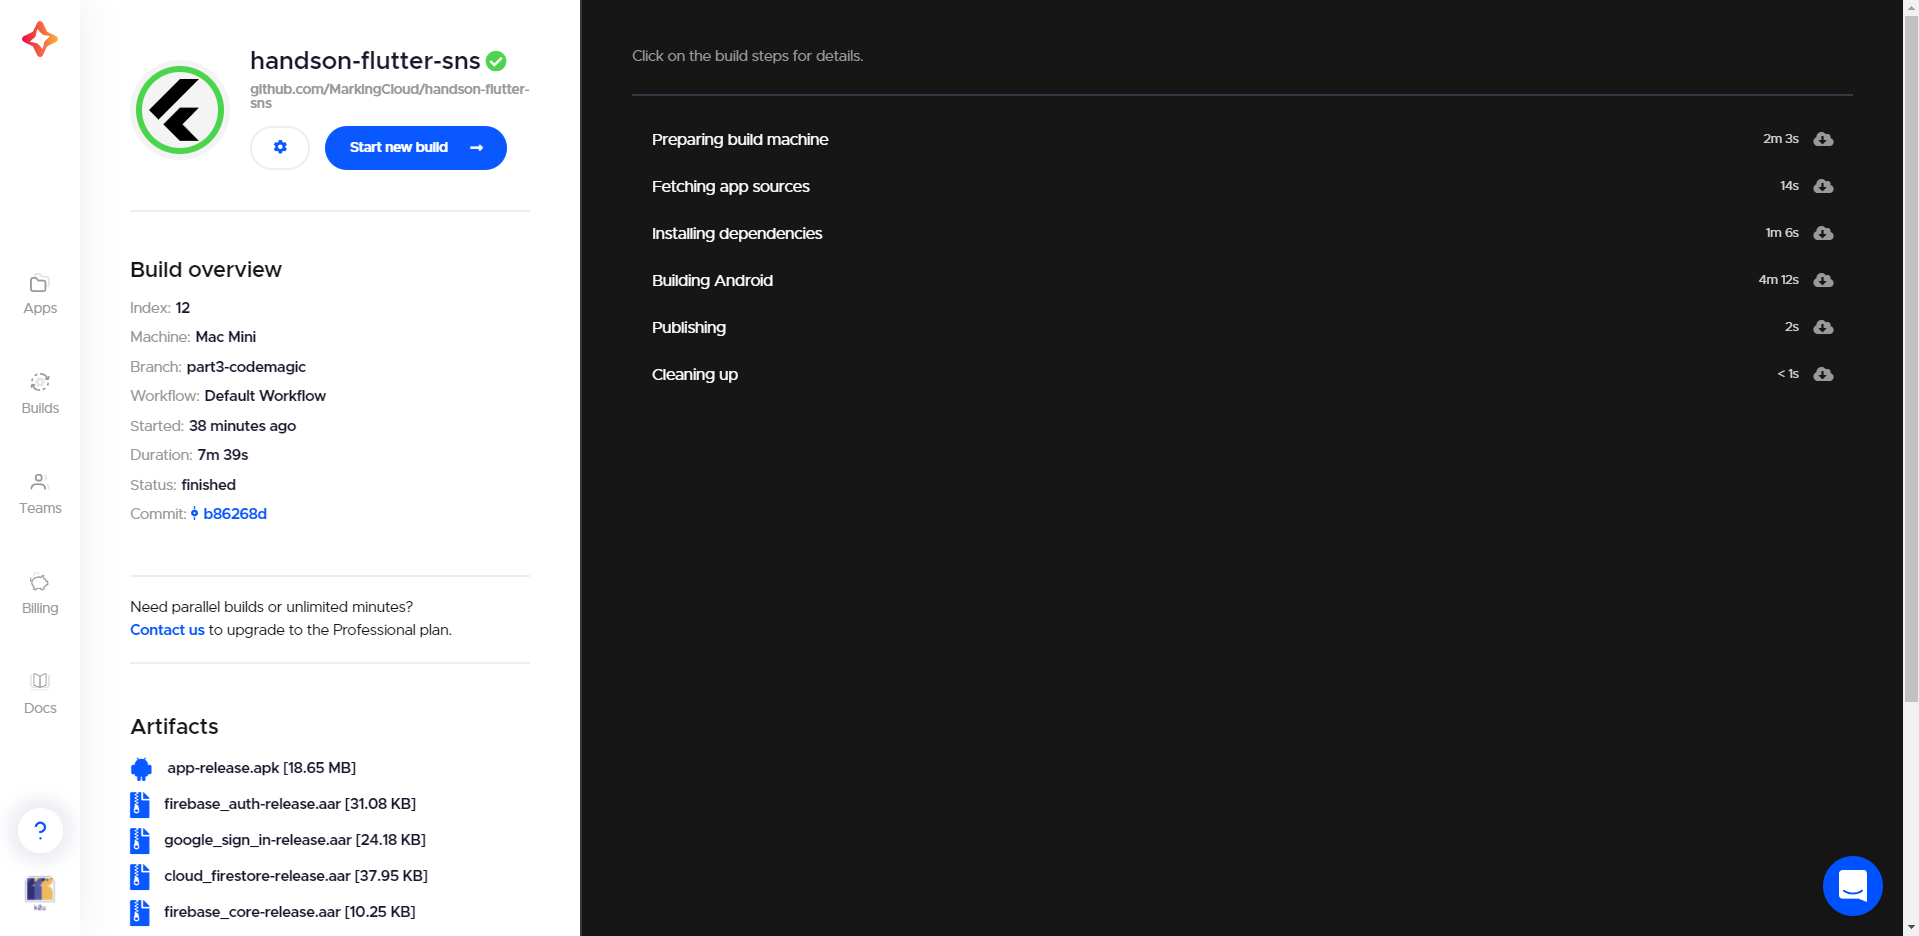 handson-flutter-sns
github.com/MarkingCloud/handson-flutter-
sns
Start new build
Build overview
Index: 12
Machine: Mac Mini
Branch: part3-codemagic
Workflow: Default Workflow
Started: 38 minutes ago
Duration: 7m 39s
Status: finished
Commit: b86268d
Need parallel builds or unlimited minutes?
Contact us to upgrade to the Professional plan.
Artifacts
app-release.apk [18.65 MB]
firebase_auth-release.aar [31.08 KB]
google_sign_in-release.aar [24.18 KB]
cloud_firestore-release.aar [37.95 KB]
firebase_core-release.aar [10.25 KB]
Apps
Builds
Teams
Billing
Docs
?
Click on the build steps for details.
Preparing build machine 2m 3s
Fetching app sources 14s
Installing dependencies 1m 6s
Building Android 4m 12s
Publishing 2s
Cleaning up < 1s